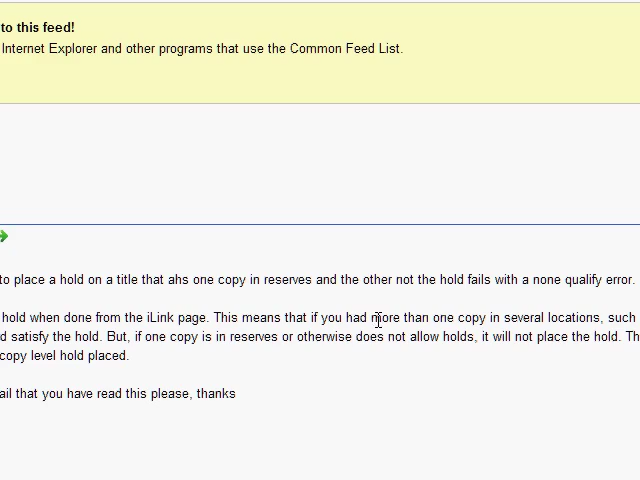 to this feed!
Internet Explorer and other programs that use the Common Feed List.
to place a hold on a title that ahs one copy in reserves and the other not the hold fails with a none qualify error.
hold when done from the iLink page. This means that if you had more than one copy in several locations, such
d satisfy the hold. But, if one copy is in reserves or otherwise does not allow holds, it will not place the hold. Th
copy level hold placed.
ail that you have read this please, thanks